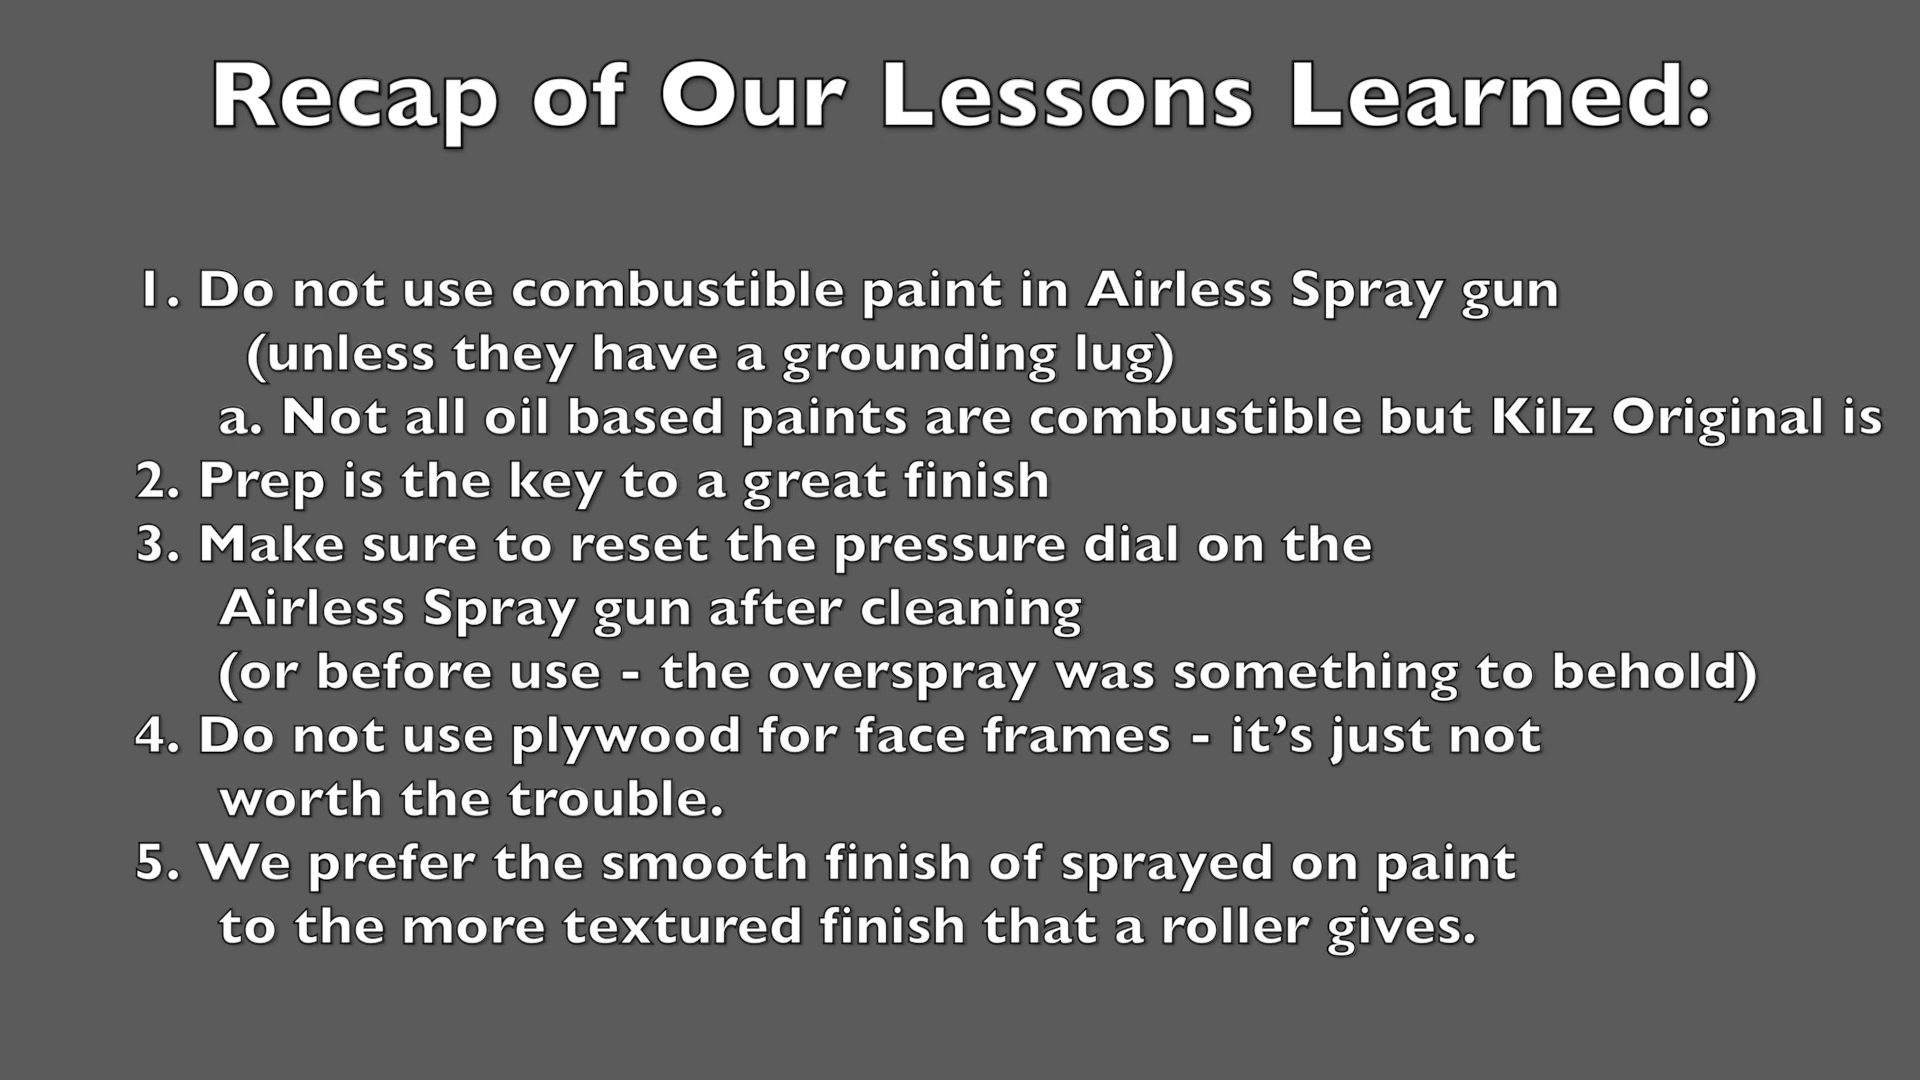 Recap of Our Lessons Learned:
1. Do not use combustible paint in Airless Spray gun
(unless they have a grounding lug)
a. Not all oil based paints are combustible but Kilz Original is
2. Prep is the key to a great finish
3. Make sure to reset the pressure dial on the
Airless Spray gun after cleaning
(or before use - the overspray was something to behold)
4. Do not use plywood for face frames - it’s just not
worth the trouble.
5. We prefer the smooth finish of sprayed on paint
to the more textured finish that a roller gives.